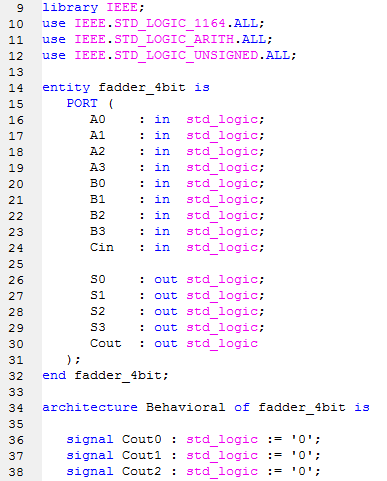 9 library IEEE;
10 use IEEE.STD_LOGIC_1164.ALL;
11 use IEEE.STD_LOGIC_ARITH.ALL;
12 use IEEE.STD_LOGIC_UNSIGNED.ALL;
13
14 entity fadder_4bit is
15 PORT (
16 A0 : in std_logic;
17 A1 : in std_logic;
18 A2 : in std_logic;
19 A3 : in std_logic;
20 B0 : in std_logic;
21 B1 : in std_logic;
22 B2 : in std_logic;
23 B3 : in std_logic;
24 Cin : in std_logic;
25
26 S0 : out std_logic;
27 S1 : out std_logic;
28 S2 : out std_logic;
29 S3 : out std_logic;
30 Cout : out std_logic
31 );
32 end fadder_4bit;
33
34 architecture Behavioral of fadder_4bit is
35
36 signal Cout0 : std_logic := '0';
37 signal Cout1 : std_logic := '0';
38 signal Cout2 : std_logic := '0';